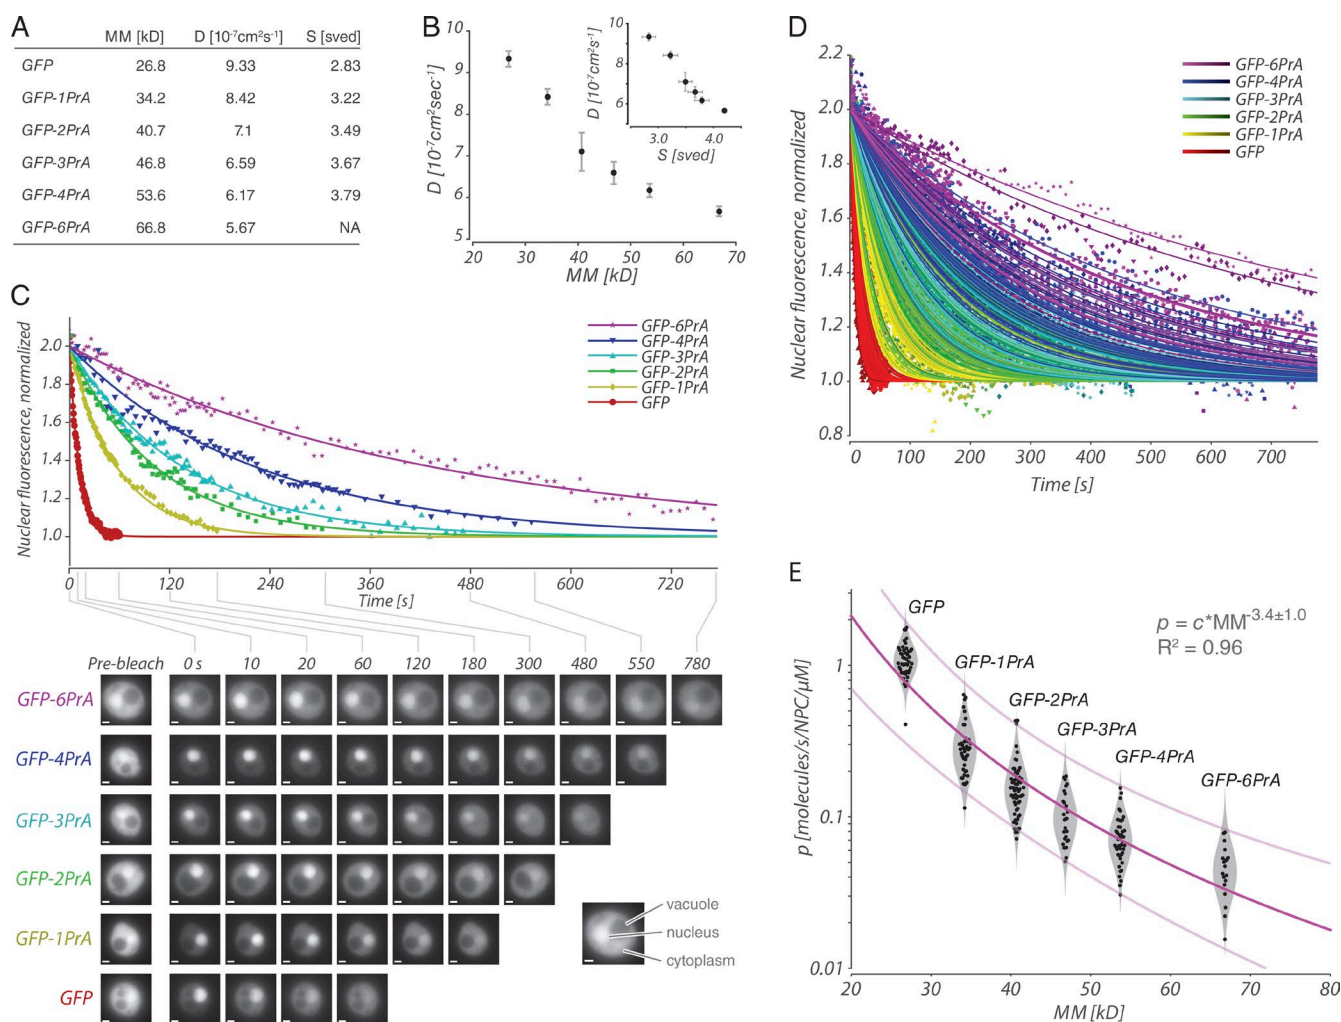 A
MM [kD] D [10-7cm2s-1] S [sved]
GFP 26.8 9.33 2.83
GFP-1PrA 34.2 8.42 3.22
GFP-2PrA 40.7 7.1 3.49
GFP-3PrA 46.8 6.59 3.67
GFP-4PrA 53.6 6.17 3.79
GFP-6PrA 66.8 5.67 NA
B
D [10-7cm2sec-1]
10
9
8
7
6
5
20 30 40 50 60 70
MM [kD]
D [10-7cm2s-1]
10
8
6
3.0 4.0
S [sved]
C
Nuclear fluorescence, normalized
2.0
1.8
1.6
1.4
1.2
1.0
GFP-6PrA
GFP-4PrA
GFP-3PrA
GFP-2PrA
GFP-1PrA
GFP
0 120 240 360 480 600 720
Time [s]
Pre-bleach 0 s 10 20 60 120 180 300 480 550 780
GFP-6PrA
GFP-4PrA
GFP-3PrA
GFP-2PrA
GFP-1PrA
GFP
vacuole
nucleus
cytoplasm
D
Nuclear fluorescence, normalized
2.2
2.0
1.8
1.6
1.4
1.2
1.0
0.8
GFP-6PrA
GFP-4PrA
GFP-3PrA
GFP-2PrA
GFP-1PrA
GFP
0 100 200 300 400 500 600 700
Time [s]
E
p [molecules/s/NPC/μM]
1
0.1
0.01
GFP
GFP-1PrA
GFP-2PrA
GFP-3PrA
GFP-4PrA
GFP-6PrA
p = c*MM-3.4±1.0
R2 = 0.96
20 30 40 50 60 70 80
MM [kD]